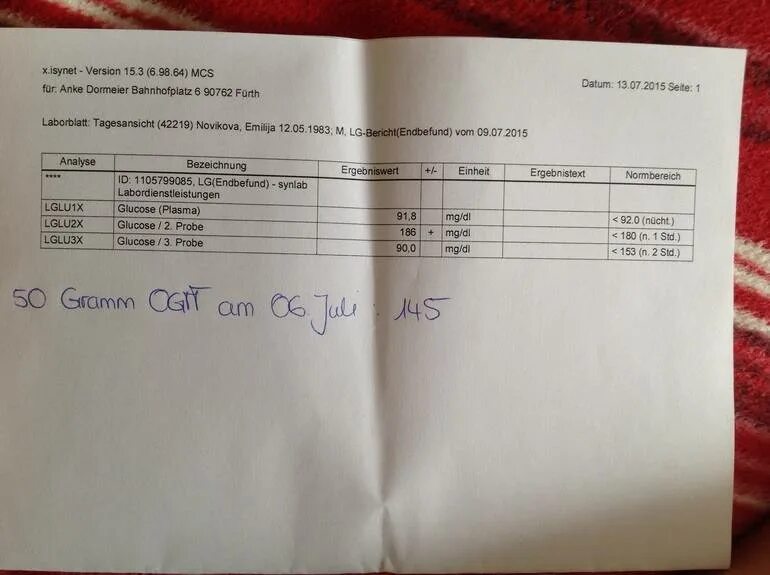 x.isynet - Version 15.3 (6.98.64) MCS
für: Anke Dormeier Bahnhofplatz 6 90762 Fürth
Datum: 13.07.2015 Seite: 1
Laborblatt: Tagesansicht (42219) Novikova, Emilija 12.05.1983; M, LG-Bericht(Endbefund) vom 09.07.2015
Analyse Bezeichnung Ergebniswert +/- Einheit Ergebnistext Normbereich
**** ID: 1105799085, LG(Endbefund) - synlab
Labordienstleistungen
LGLU1X Glucose (Plasma) 91,8 mg/dl < 92.0 (nücht.)
LGLU2X Glucose / 2. Probe 186 + mg/dl < 180 (n. 1 Std.)
LGLU3X Glucose / 3. Probe 90,0 mg/dl < 153 (n. 2 Std.)
50 Gramm OGTT am 06. Juli : 145